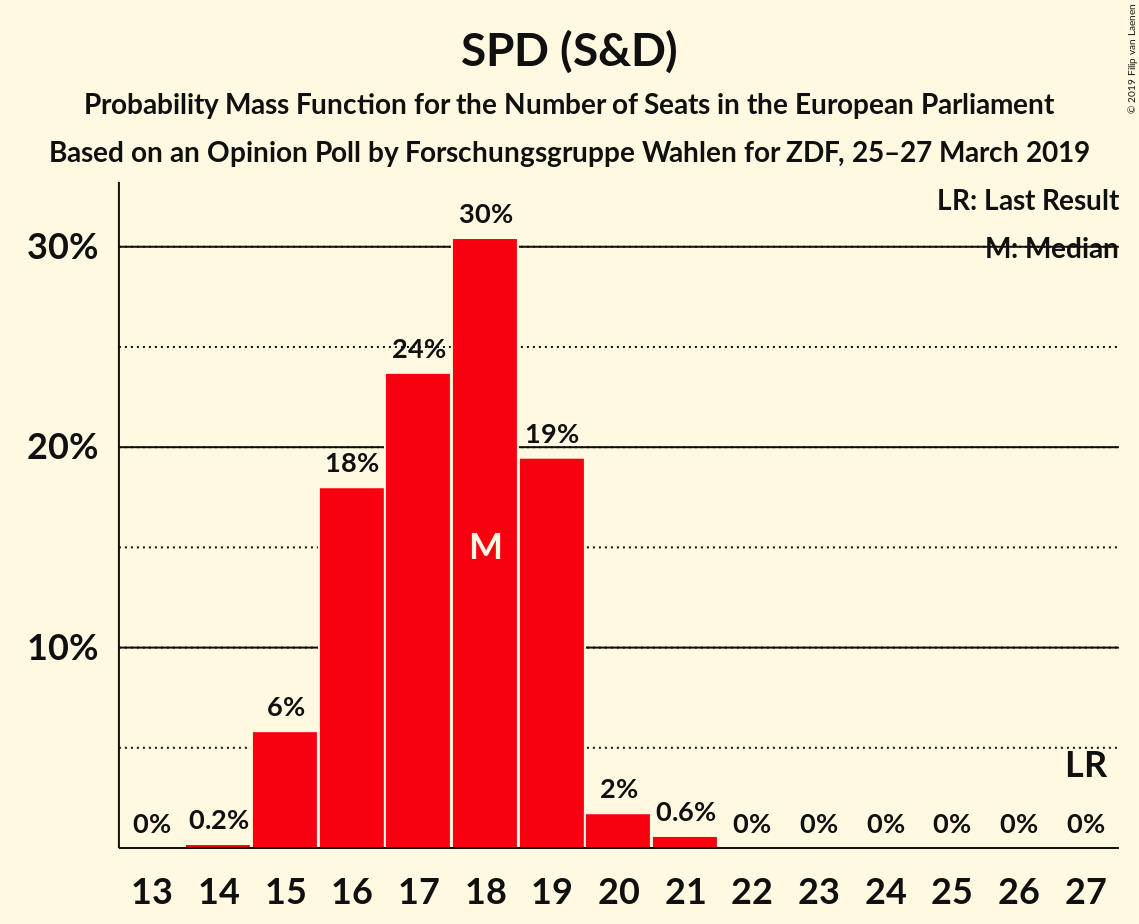 SPD (S&D)
Probability Mass Function for the Number of Seats in the European Parliament
Based on an Opinion Poll by Forschungsgruppe Wahlen for ZDF, 25–27 March 2019
© 2019 Filip van Laenen
LR: Last Result
M: Median
30%
20%
10%
0% 0.2% 6% 18% 24% 30% 19% 2% 0.6% 0% 0% 0% 0% 0% 0%
M
LR
13 14 15 16 17 18 19 20 21 22 23 24 25 26 27